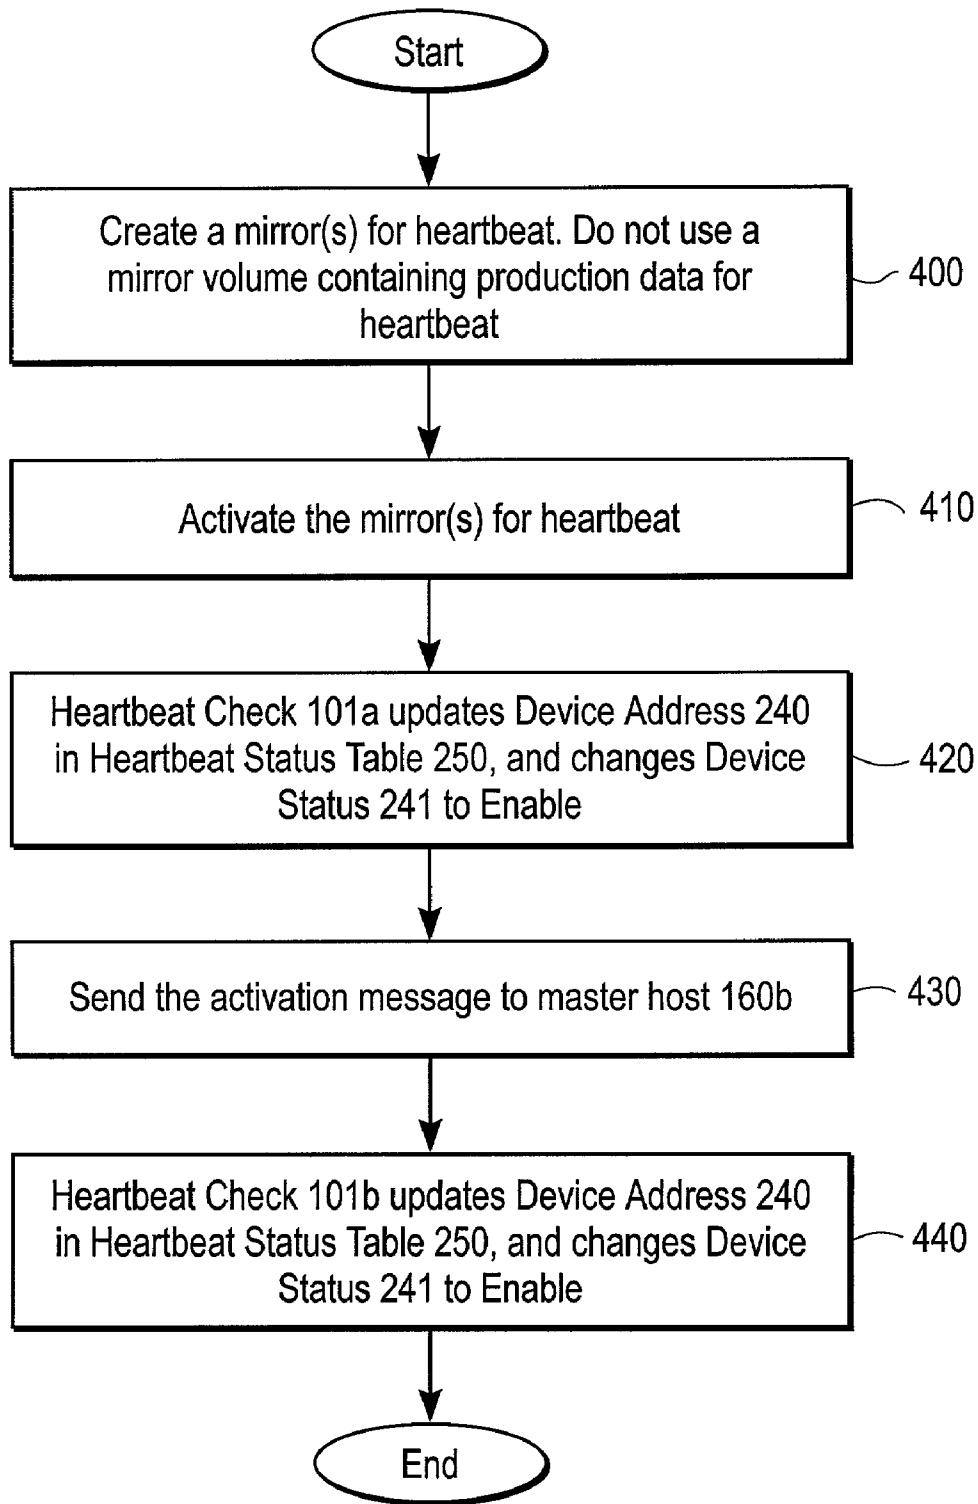 Start
Create a mirror(s) for heartbeat. Do not use a
mirror volume containing production data for
heartbeat
400
Activate the mirror(s) for heartbeat
410
Heartbeat Check 101a updates Device Address 240
in Heartbeat Status Table 250, and changes Device
Status 241 to Enable
420
Send the activation message to master host 160b
430
Heartbeat Check 101b updates Device Address 240
in Heartbeat Status Table 250, and changes Device
Status 241 to Enable
440
End